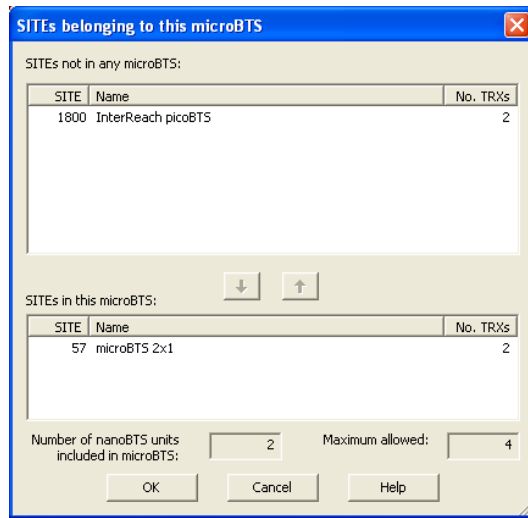 SITEs belonging to this microBTS
SITEs not in any microBTS:
SITE Name No. TRXs
1800 InterReach picoBTS 2
SITEs in this microBTS:
SITE Name No. TRXs
57 microBTS 2x1 2
Number of nanoBTS units included in microBTS: 2 Maximum allowed: 4
OK Cancel Help